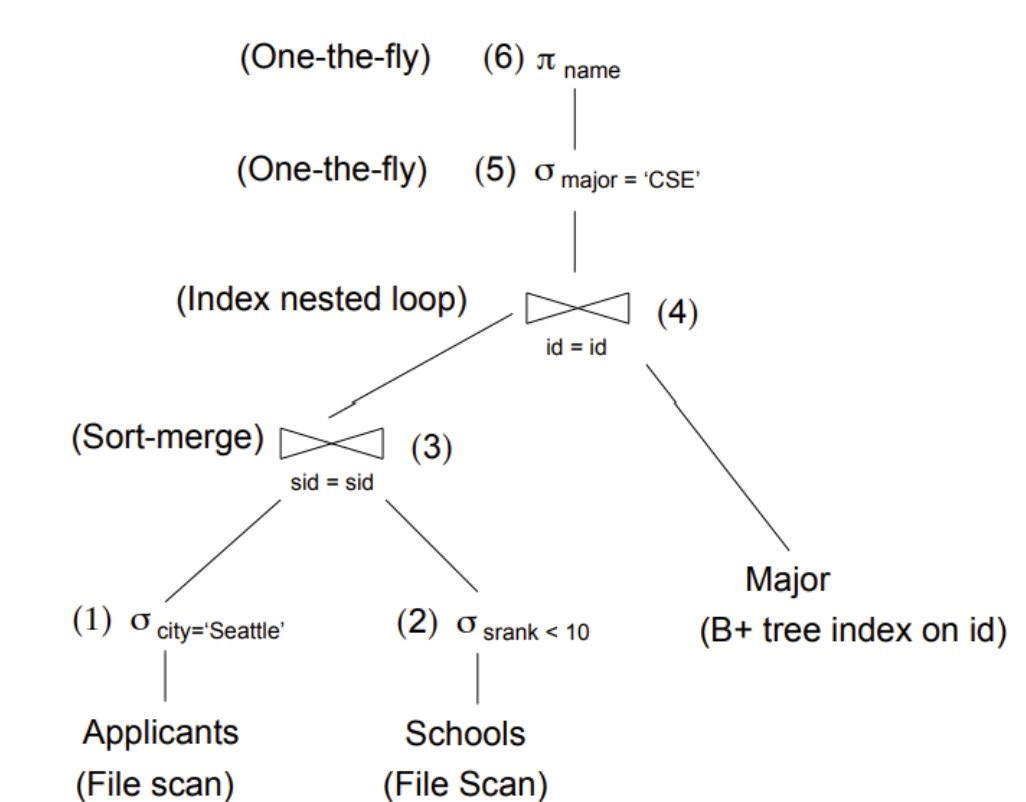 (One-the-fly) (6) π name
(One-the-fly) (5) σ major = ‘CSE’
(Index nested loop) (4)
id = id
(Sort-merge) (3)
sid = sid
Major
(1) σ city=‘Seattle’ (2) σ srank < 10 (B+ tree index on id)
Applicants Schools
(File scan) (File Scan)